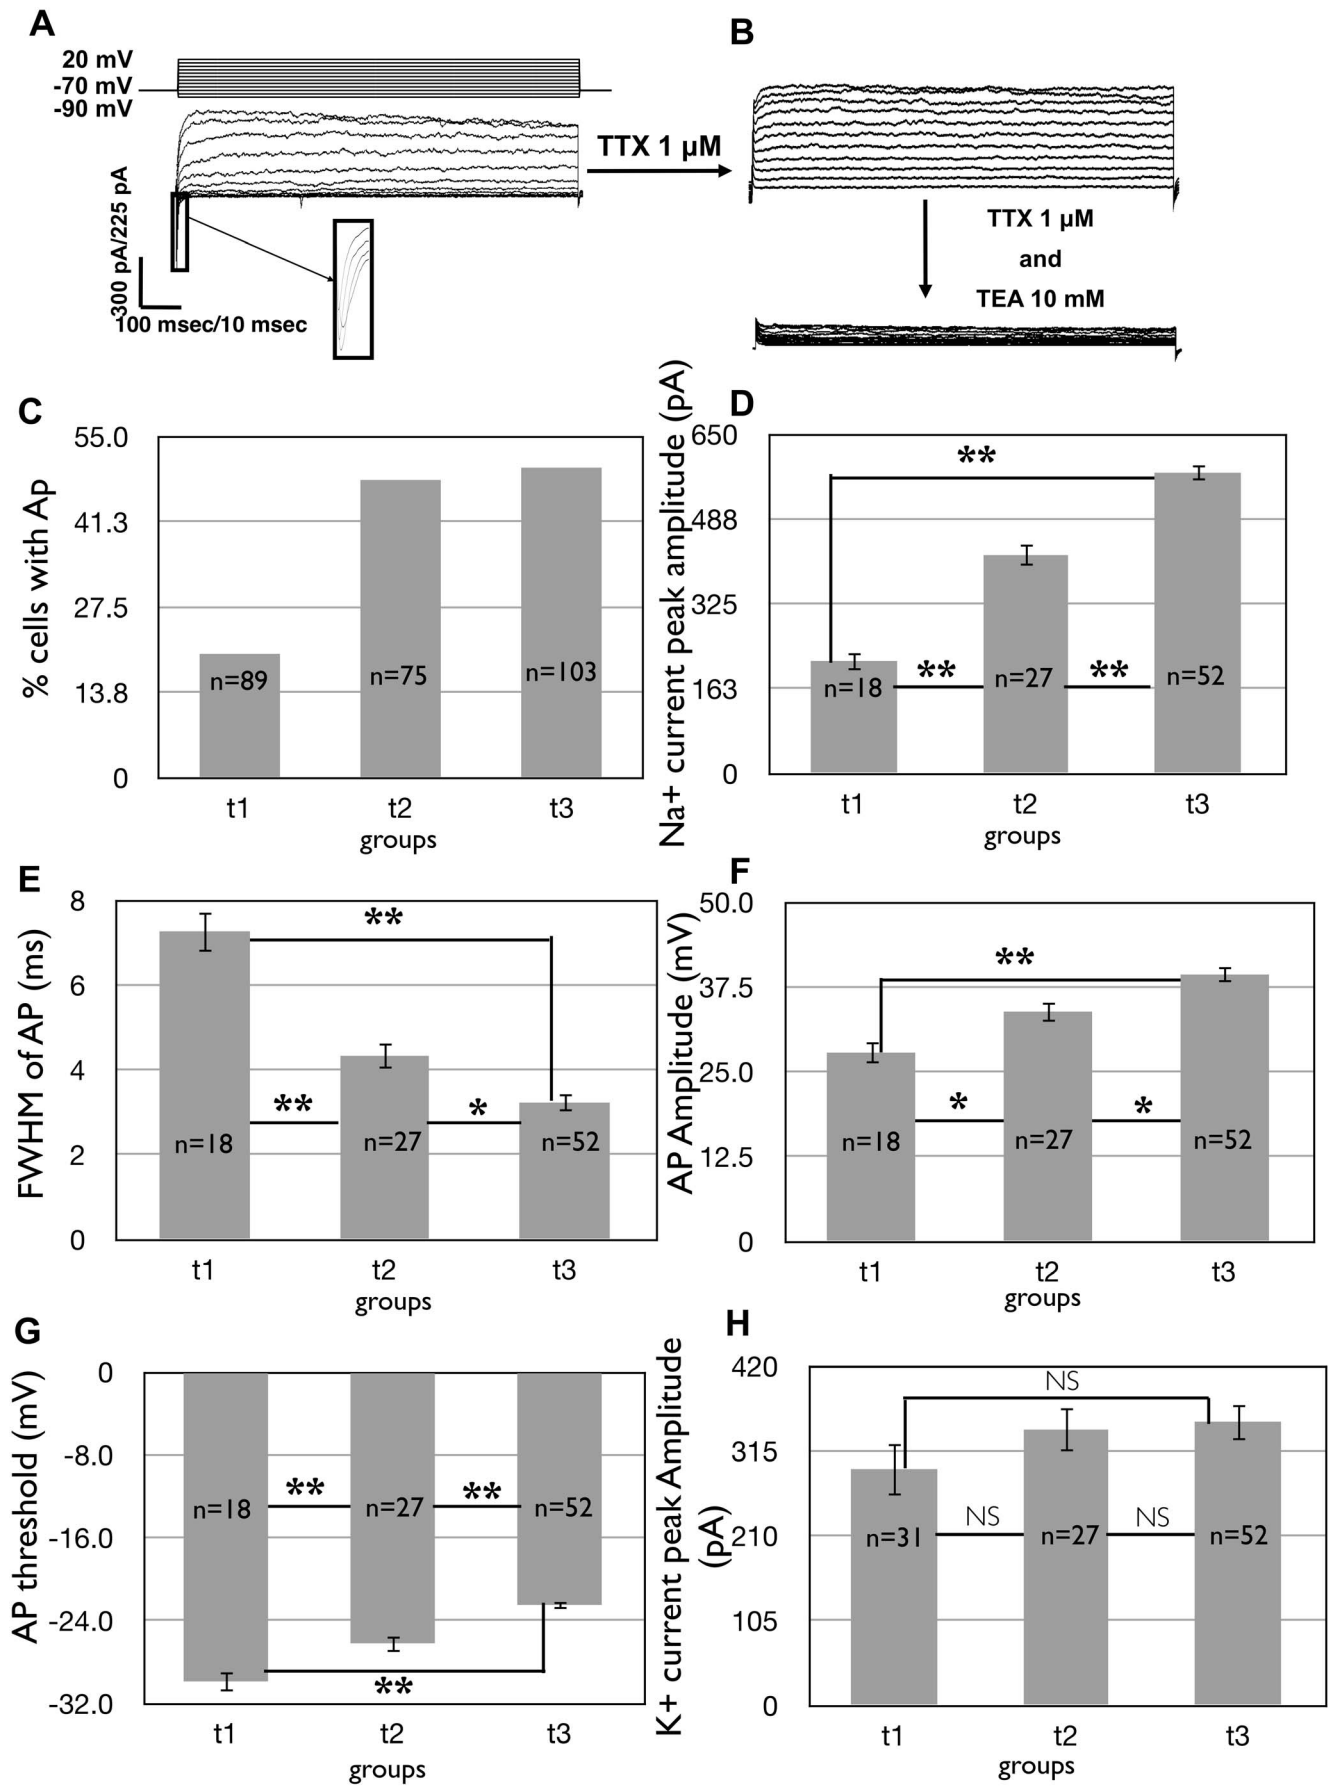 A
20 mV
-70 mV
-90 mV
300 pA/225 pA
100 msec/10 msec
TTX 1 µM
B
TTX 1 µM
and
TEA 10 mM
C
% cells with Ap
55.0
41.3
27.5
13.8
0
n=89
n=75
n=103
t1
t2
t3
groups
D
Na+ current peak amplitude (pA)
650
488
325
163
0
**
**
**
n=18
n=27
n=52
t1
t2
t3
groups
E
FWHM of AP (ms)
8
6
4
2
0
**
**
*
n=18
n=27
n=52
t1
t2
t3
groups
F
AP Amplitude (mV)
50.0
37.5
25.0
12.5
0
**
*
*
n=18
n=27
n=52
t1
t2
t3
groups
G
AP threshold (mV)
0
-8.0
-16.0
-24.0
-32.0
**
**
n=18
n=27
n=52
**
t1
t2
t3
groups
H
K+ current peak Amplitude
(pA)
420
315
210
105
0
NS
NS
NS
n=31
n=27
n=52
t1
t2
t3
groups